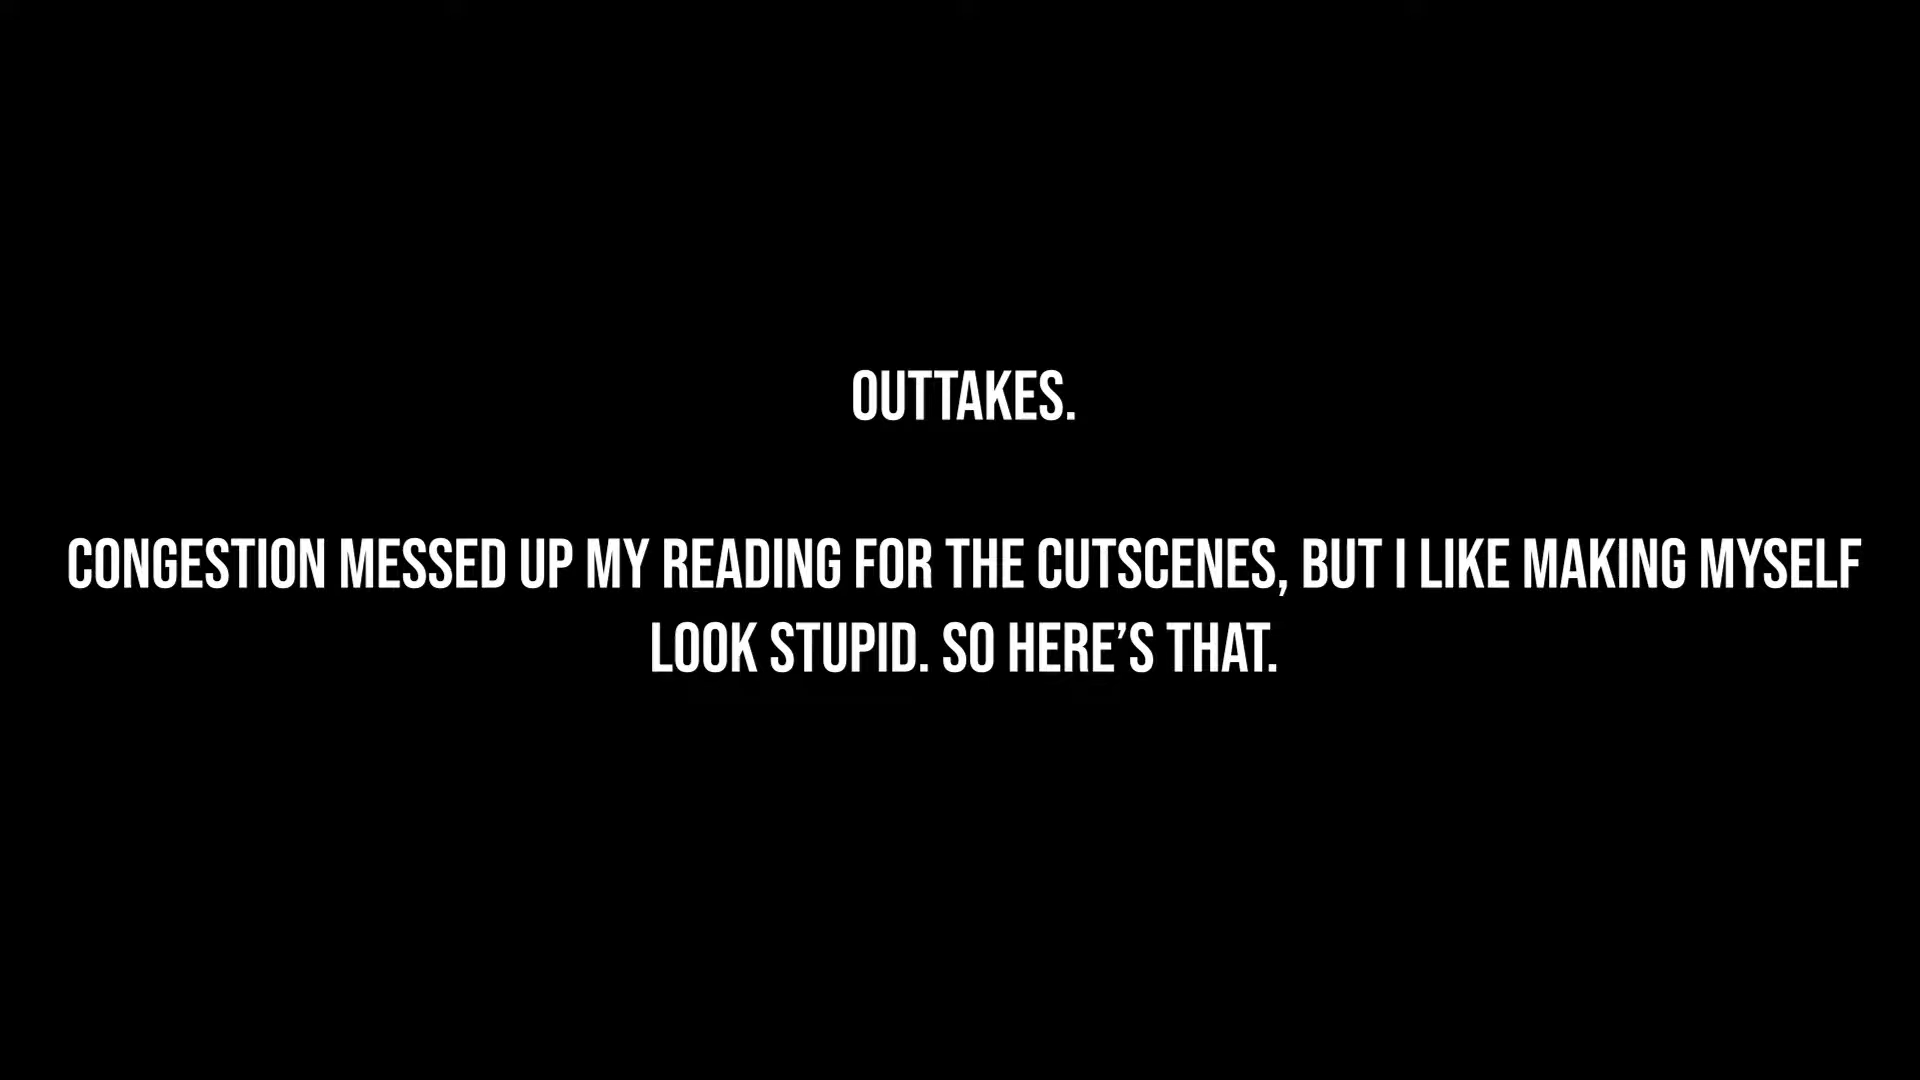 OUTTAKES.
CONGESTION MESSED UP MY READING FOR THE CUTSCENES, BUT I LIKE MAKING MYSELF
LOOK STUPID. SO HERE’S THAT.